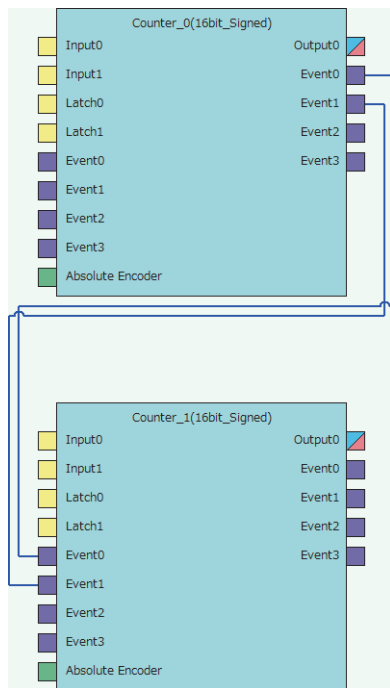 Counter_0(16bit_Signed)
Input0 Output0
Input1 Event0
Latch0 Event1
Latch1 Event2
Event0 Event3
Event1
Event2
Event3
Absolute Encoder
Counter_1(16bit_Signed)
Input0 Output0
Input1 Event0
Latch0 Event1
Latch1 Event2
Event0 Event3
Event1
Event2
Event3
Absolute Encoder